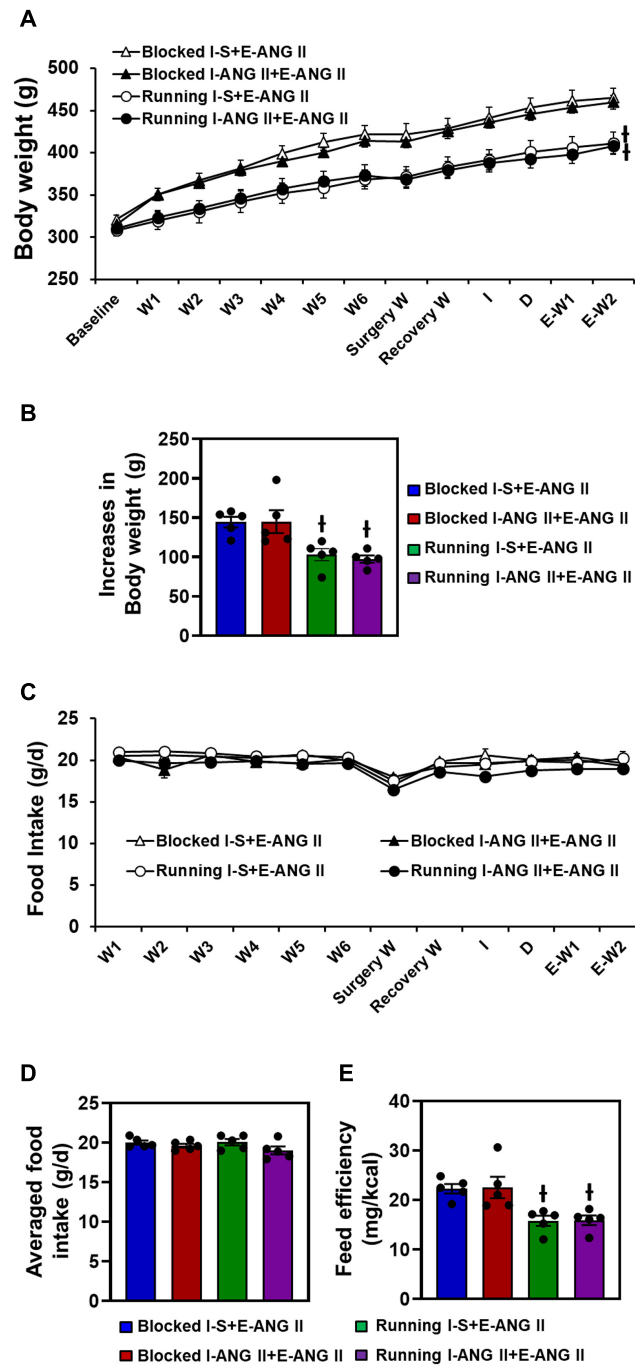 A
Blocked I-S+E-ANG II
Blocked I-ANG II+E-ANG II
Running I-S+E-ANG II
Running I-ANG II+E-ANG II
Body weight (g)
500
450
400
350
300
250
ǂ
ǂ
Baseline W1 W2 W3 W4 W5 W6 Surgery W Recovery W I D E-W1 E-W2
B
Increases in
Body weight (g)
250
200
150
100
50
0
ǂ ǂ
Blocked I-S+E-ANG II
Blocked I-ANG II+E-ANG II
Running I-S+E-ANG II
Running I-ANG II+E-ANG II
C
Food Intake (g/d)
25
20
15
10
5
0
Blocked I-S+E-ANG II Blocked I-ANG II+E-ANG II
Running I-S+E-ANG II Running I-ANG II+E-ANG II
W1 W2 W3 W4 W5 W6 Surgery W Recovery W I D E-W1 E-W2
D
Averaged food
intake (g/d)
25
20
15
10
5
0
E
Feed efficiency
(mg/kcal)
40
30
20
10
0
ǂ ǂ
Blocked I-S+E-ANG II Running I-S+E-ANG II
Blocked I-ANG II+E-ANG II Running I-ANG II+E-ANG II